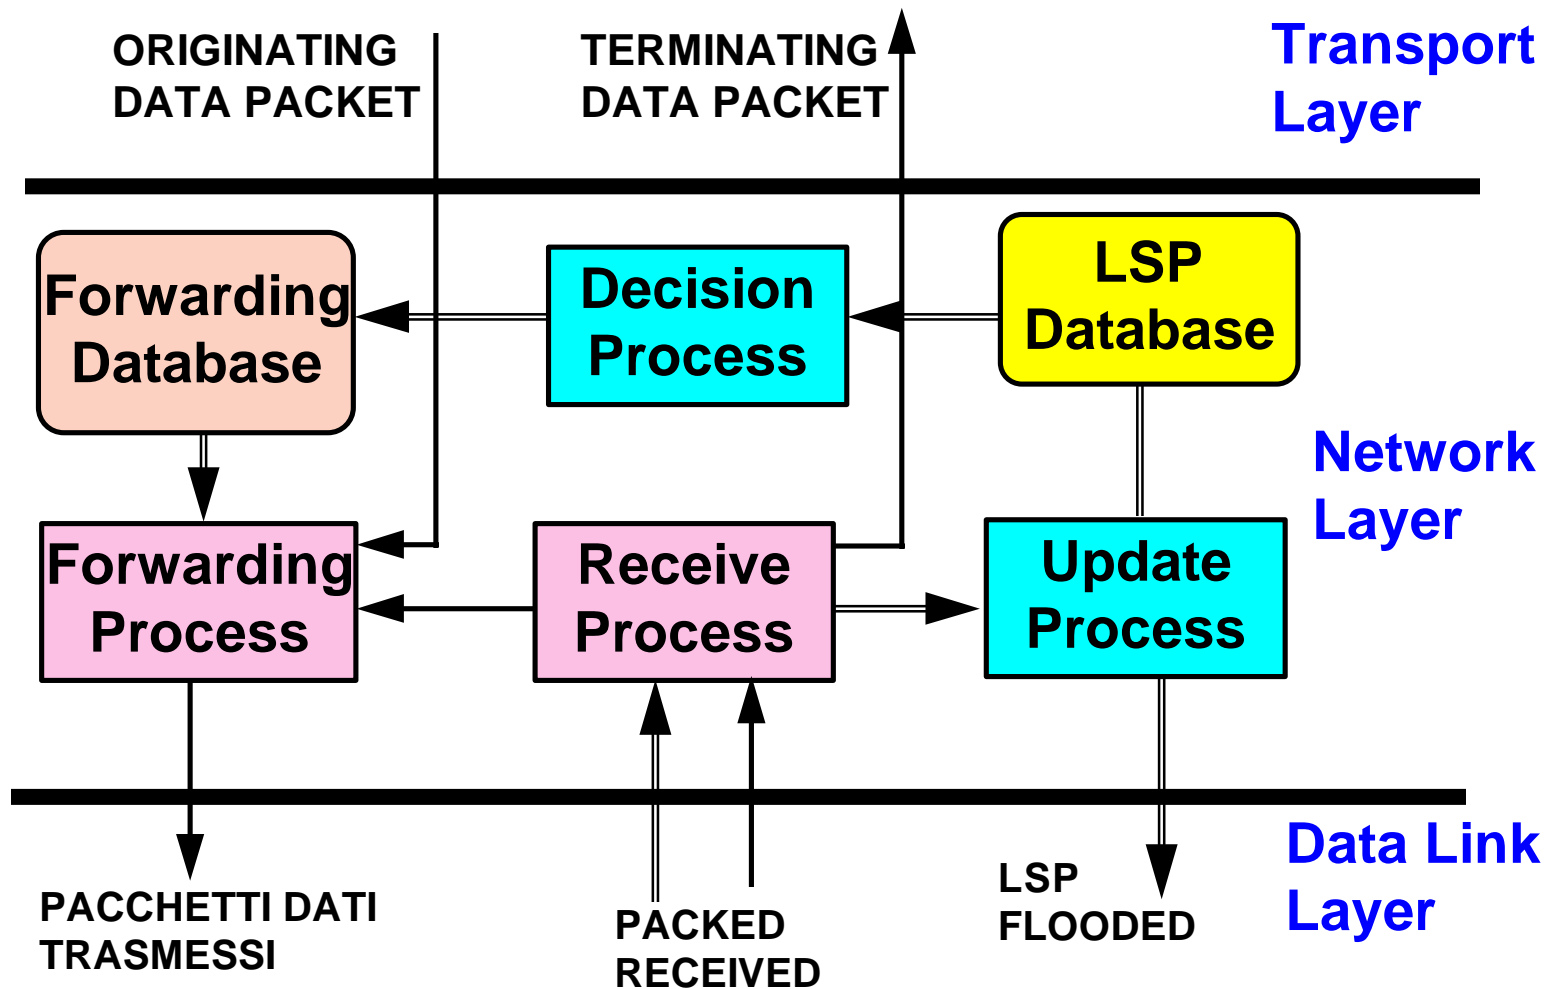 ORIGINATING
DATA PACKET
TERMINATING
DATA PACKET
Transport
Layer
Forwarding
Database
Decision
Process
LSP
Database
Network
Layer
Forwarding
Process
Receive
Process
Update
Process
Data Link
Layer
PACCHETTI DATI
TRASMESSI
PACKED
RECEIVED
LSP
FLOODED